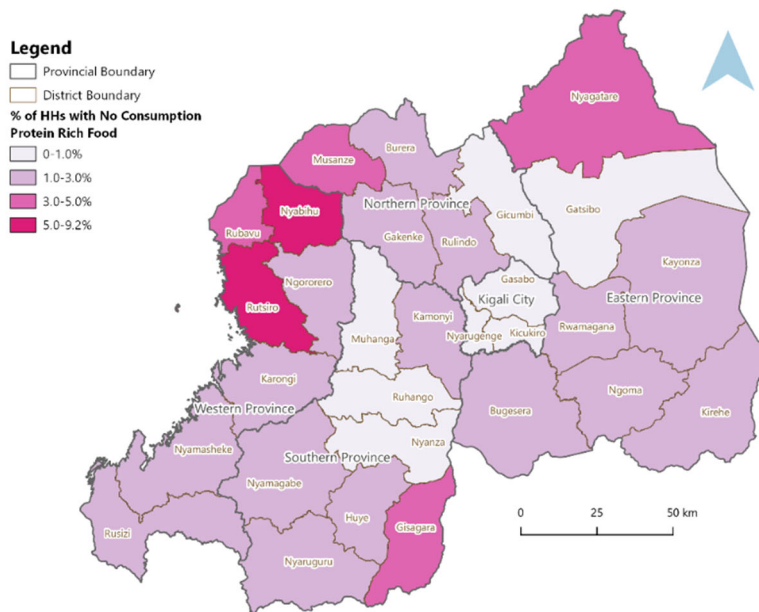 Legend
Provincial Boundary
District Boundary
% of HHs with No Consumption
Protein Rich Food
0-1.0%
1.0-3.0%
3.0-5.0%
5.0-9.2%
Nyagatare
Burera
Musanze
Nyabihu
Northern Province
Gicumbi
Gatsibo
Rubavu
Gakenke
Rulindo
Kayonza
Ngororero
Gasabo
Rutsiro
Kigali City
Eastern Province
Kamonyi
Rwamagana
Muhanga
Nyarugenge
Kicukiro
Karongi
Ruhango
Ngoma
Western Province
Bugesera
Kirehe
Nyanza
Nyamasheke
Southern Province
Nyamagabe
Huye
Gisagara
Rusizi
Nyaruguru
0 25 50 km